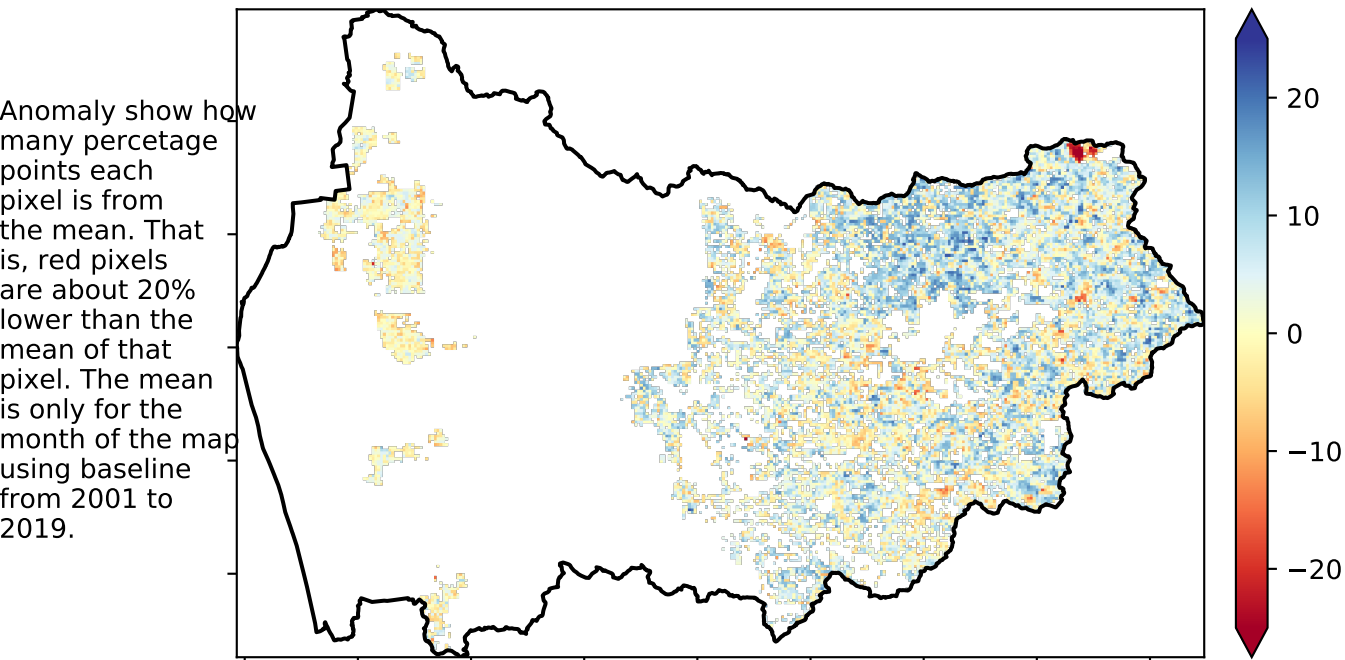 Anomaly show how
many percetage
points each
pixel is from
the mean. That
is, red pixels
are about 20%
lower than the
mean of that
pixel. The mean
is only for the
month of the map
using baseline
from 2001 to
2019.
20
10
0
−10
−20